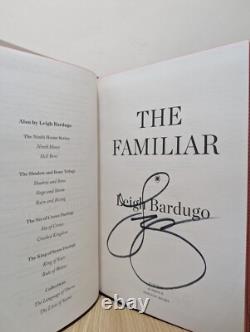 Also by Leigh Bardugo
The Ninth House Series
Ninth House
Hell Bent
The Shadow and Bone Trilogy
Shadow and Bone
Siege and Storm
Ruin and Rising
The Six of Crows Duology
Six of Crows
Crooked Kingdom
The King of Scars Duology
King of Scars
Rule of Wolves
Collections
The Language of Thorns
The Lives of Saints
THE
FAMILIAR
Leigh Bardugo